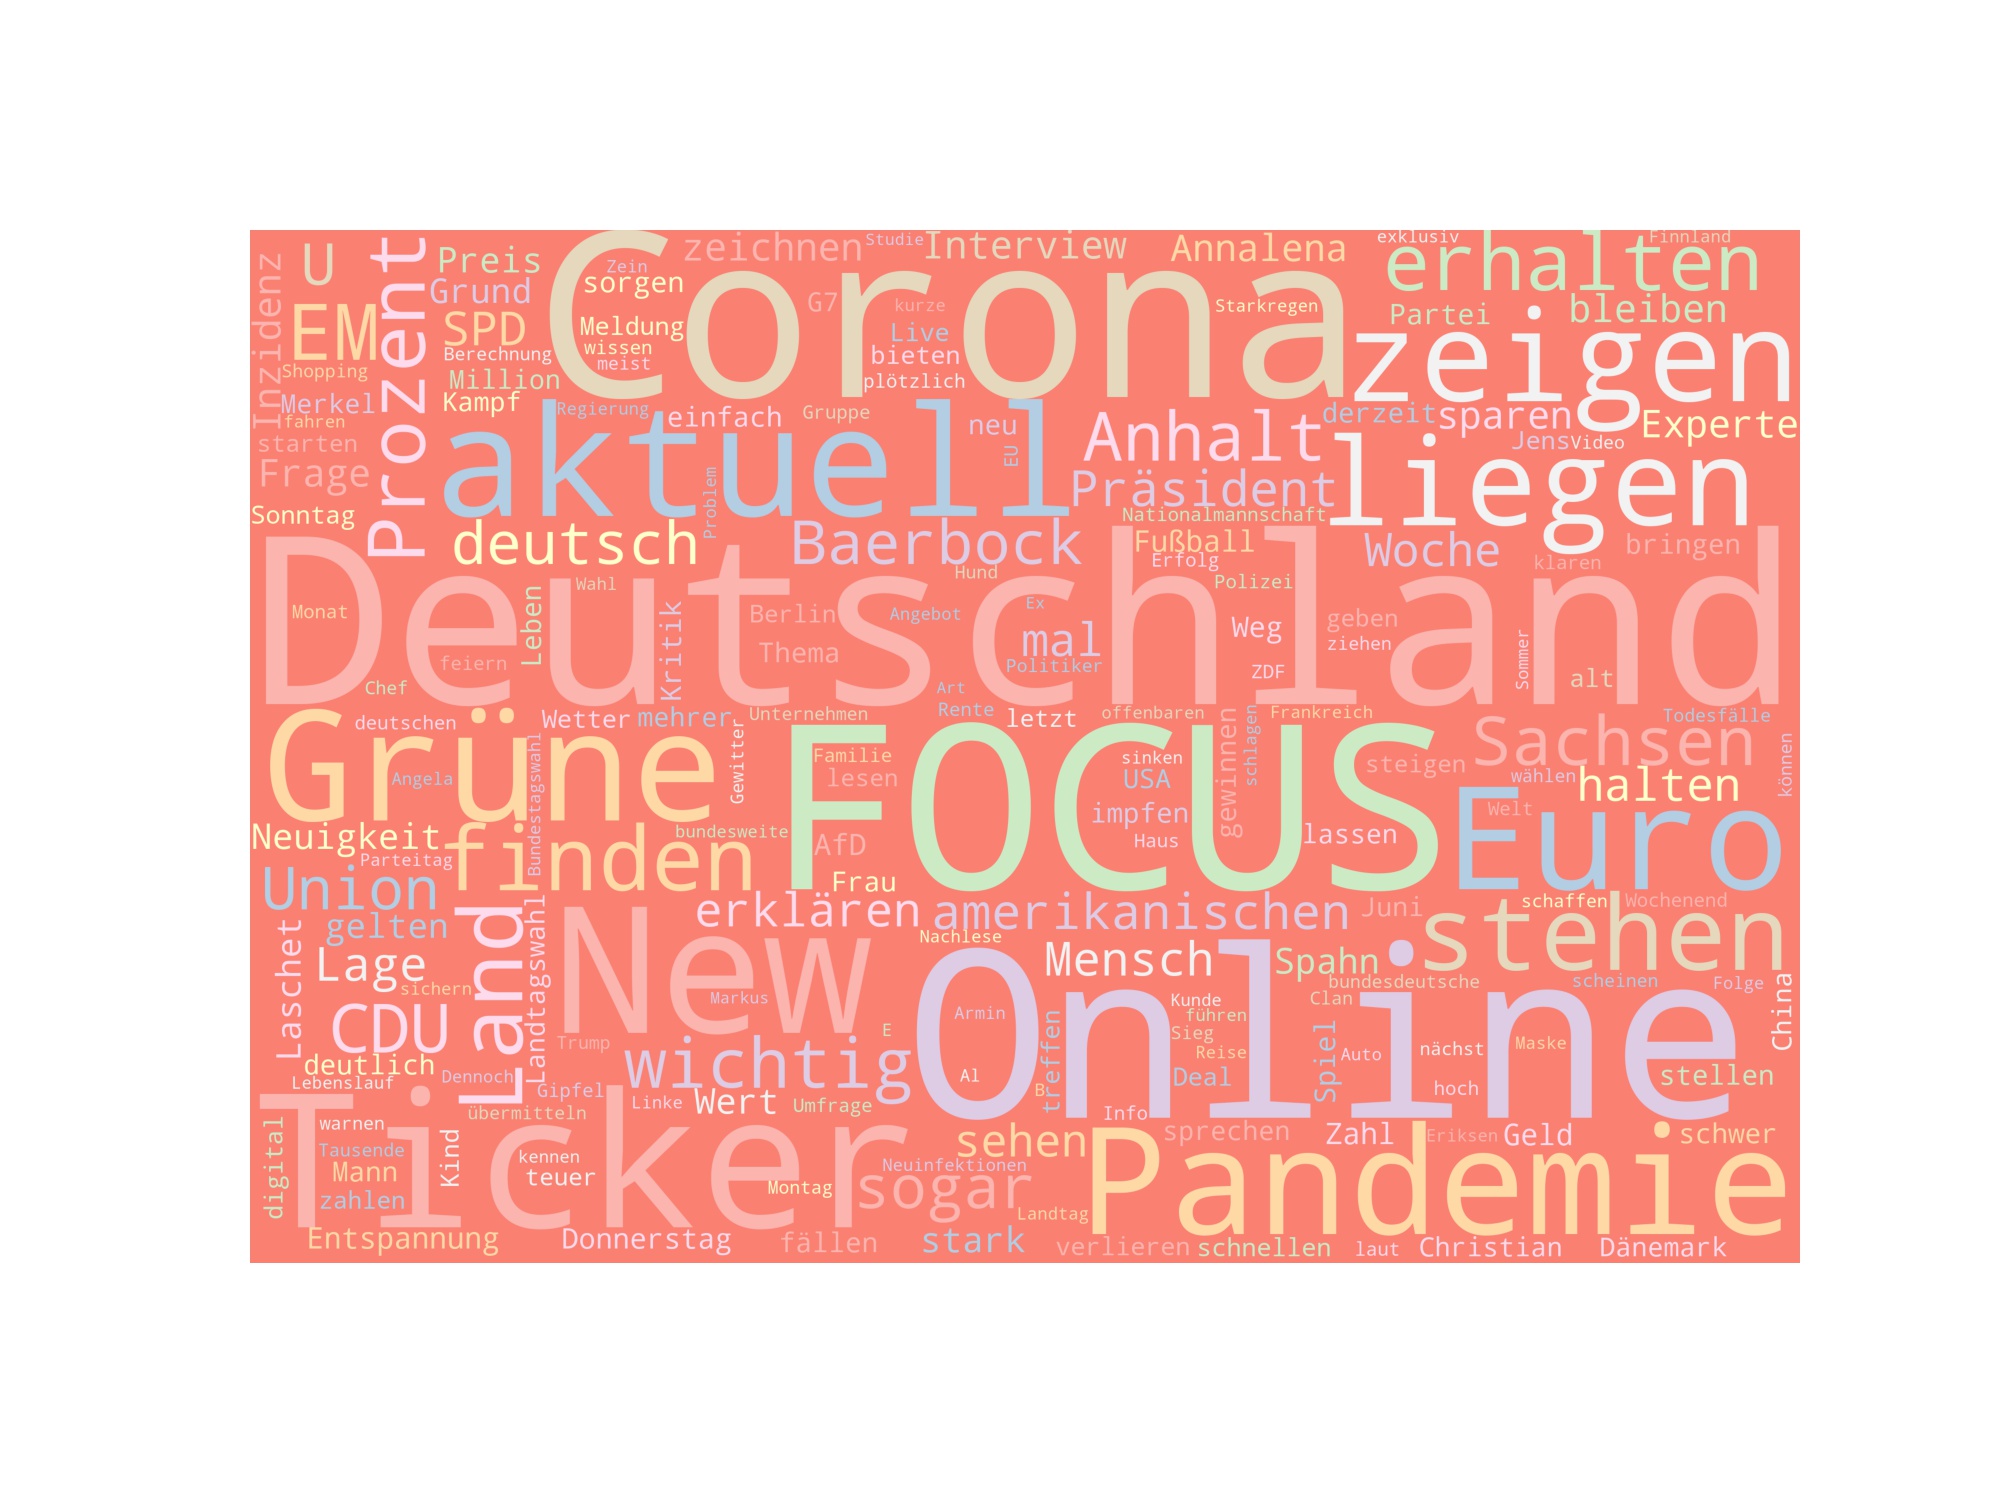 Corona
zeichnen
Studie
Interview
Annalena
exklusiv
Finnland
U
Prozent
Preis
Zein
sorgen
G7
kurze
Starkregen
erhalten
Inzidenz
Grund
EM
SPD
Meldung
Live
Partei
bleiben
wissen
bieten
zeigen
Berechnung
meist
Shopping
Million
plötzlich
Merkel
Kampf
Regierung
einfach
Gruppe
neu
Anhalt
derzeit
sparen
Experte
fahren
aktuell
EU
Jens
Video
starten
liegen
Frage
Problem
Präsident
Sonntag
Nationalmannschaft
deutsch
Baerbock
Fußball
Woche
bringen
Erfolg
klaren
Deutschland
Hund
Wahl
Polizei
Monat
Leben
Kritik
Berlin
Angebot
Ex
mal
Weg
geben
ziehen
Thema
feiern
Politiker
ZDF
Sommer
alt
Chef
Art
Grüne
deutschen
Wetter
mehrer
Unternehmen
Rente
letzt
offenbaren
Frankreich
Todesfälle
Gewitter
FOCUS
gewinnen
schlagen
Sachsen
Familie
sinken
steigen
können
Angela
Bundestagswahl
lesen
USA
wählen
halten
Euro
Welt
impfen
Neuigkeit
bundesweite
lassen
finden
AfD
Haus
Parteitag
Union
Frau
gelten
Land
erklären
amerikanischen
Juni
schaffen
Wochenend
stehen
Laschet
Landtagswahl
New
Nachlese
Lage
Online
Mensch
Spahn
bundesdeutsche
scheinen
Folge
China
sichern
Markus
Kunde
Clan
CDU
Armin
führen
Trump
E
treffen
Sieg
Spiel
Auto
nächst
Maske
deutlich
wichtig
Reise
Lebenslauf
Dennoch
Al
Deal
stellen
Gipfel
B
hoch
Ticker
Linke
Wert
Umfrage
übermitteln
Info
digital
warnen
sehen
sprechen
Zahl
Eriksen
Geld
schwer
Tausende
Kind
kennen
Pandemie
Mann
teuer
Neuinfektionen
zahlen
Montag
sogar
Landtag
Entspannung
Donnerstag
fällen
stark
verlieren
schnellen
laut
Christian
Dänemark